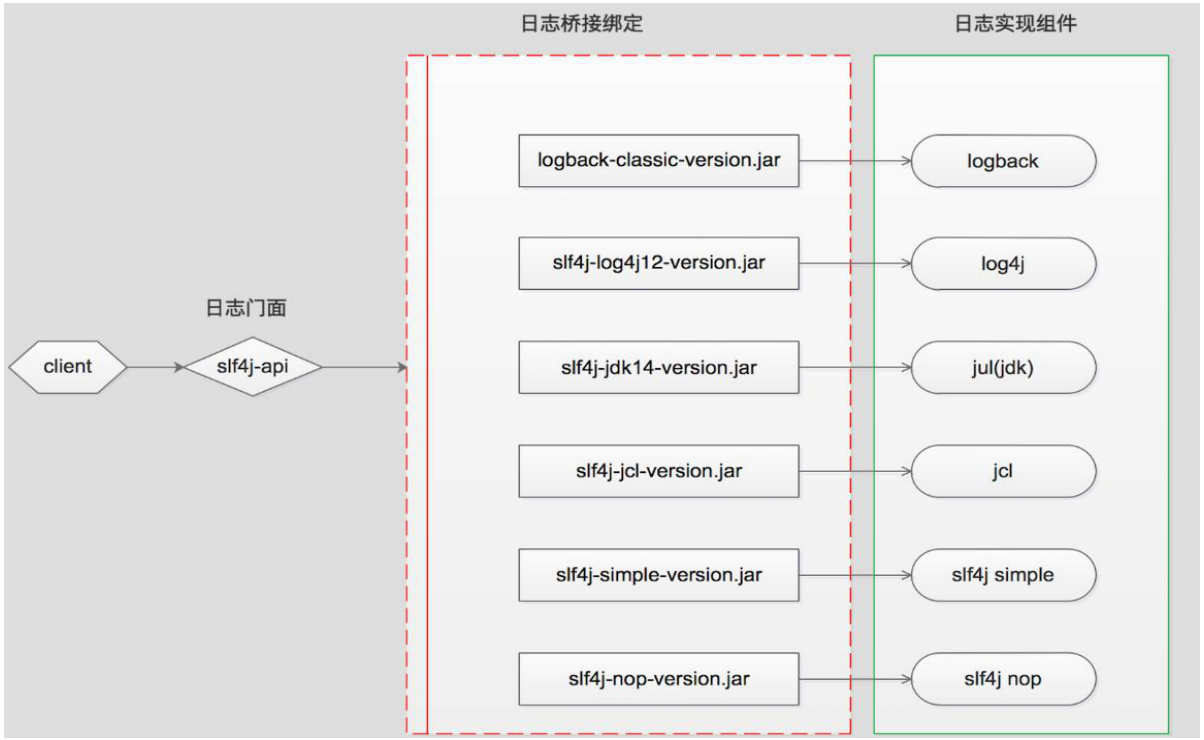 日志桥接绑定
日志实现组件
logback-classic-version.jar
logback
slf4j-log4j12-version.jar
log4j
日志门面
client
slf4j-api
slf4j-jdk14-version.jar
jul(jdk)
slf4j-jcl-version.jar
jcl
slf4j-simple-version.jar
slf4j simple
slf4j-nop-version.jar
slf4j nop